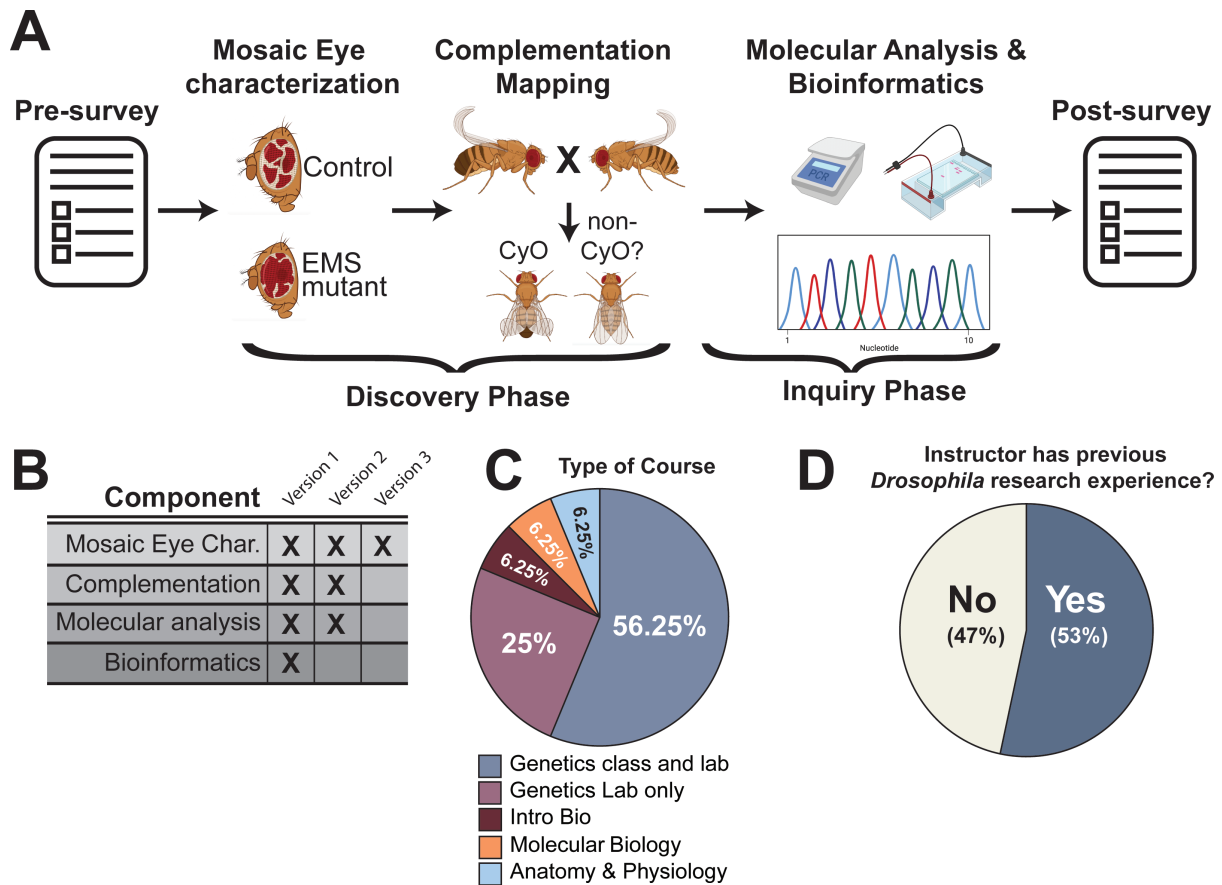 A
Pre-survey
Mosaic Eye
characterization
Control
EMS
mutant
Complementation
Mapping
X
CyO
non-
CyO?
Molecular Analysis &
Bioinformatics
PCR
1
10
Nucleotide
Post-survey
Discovery Phase
Inquiry Phase
B
Component
Version 1
Version 2
Version 3
Mosaic Eye Char. X X X
Complementation X X
Molecular analysis X X
Bioinformatics X
C
Type of Course
6.25%
6.25%
6.25%
25%
56.25%
Genetics class and lab
Genetics Lab only
Intro Bio
Molecular Biology
Anatomy & Physiology
D
Instructor has previous
Drosophila research experience?
No
(47%)
Yes
(53%)